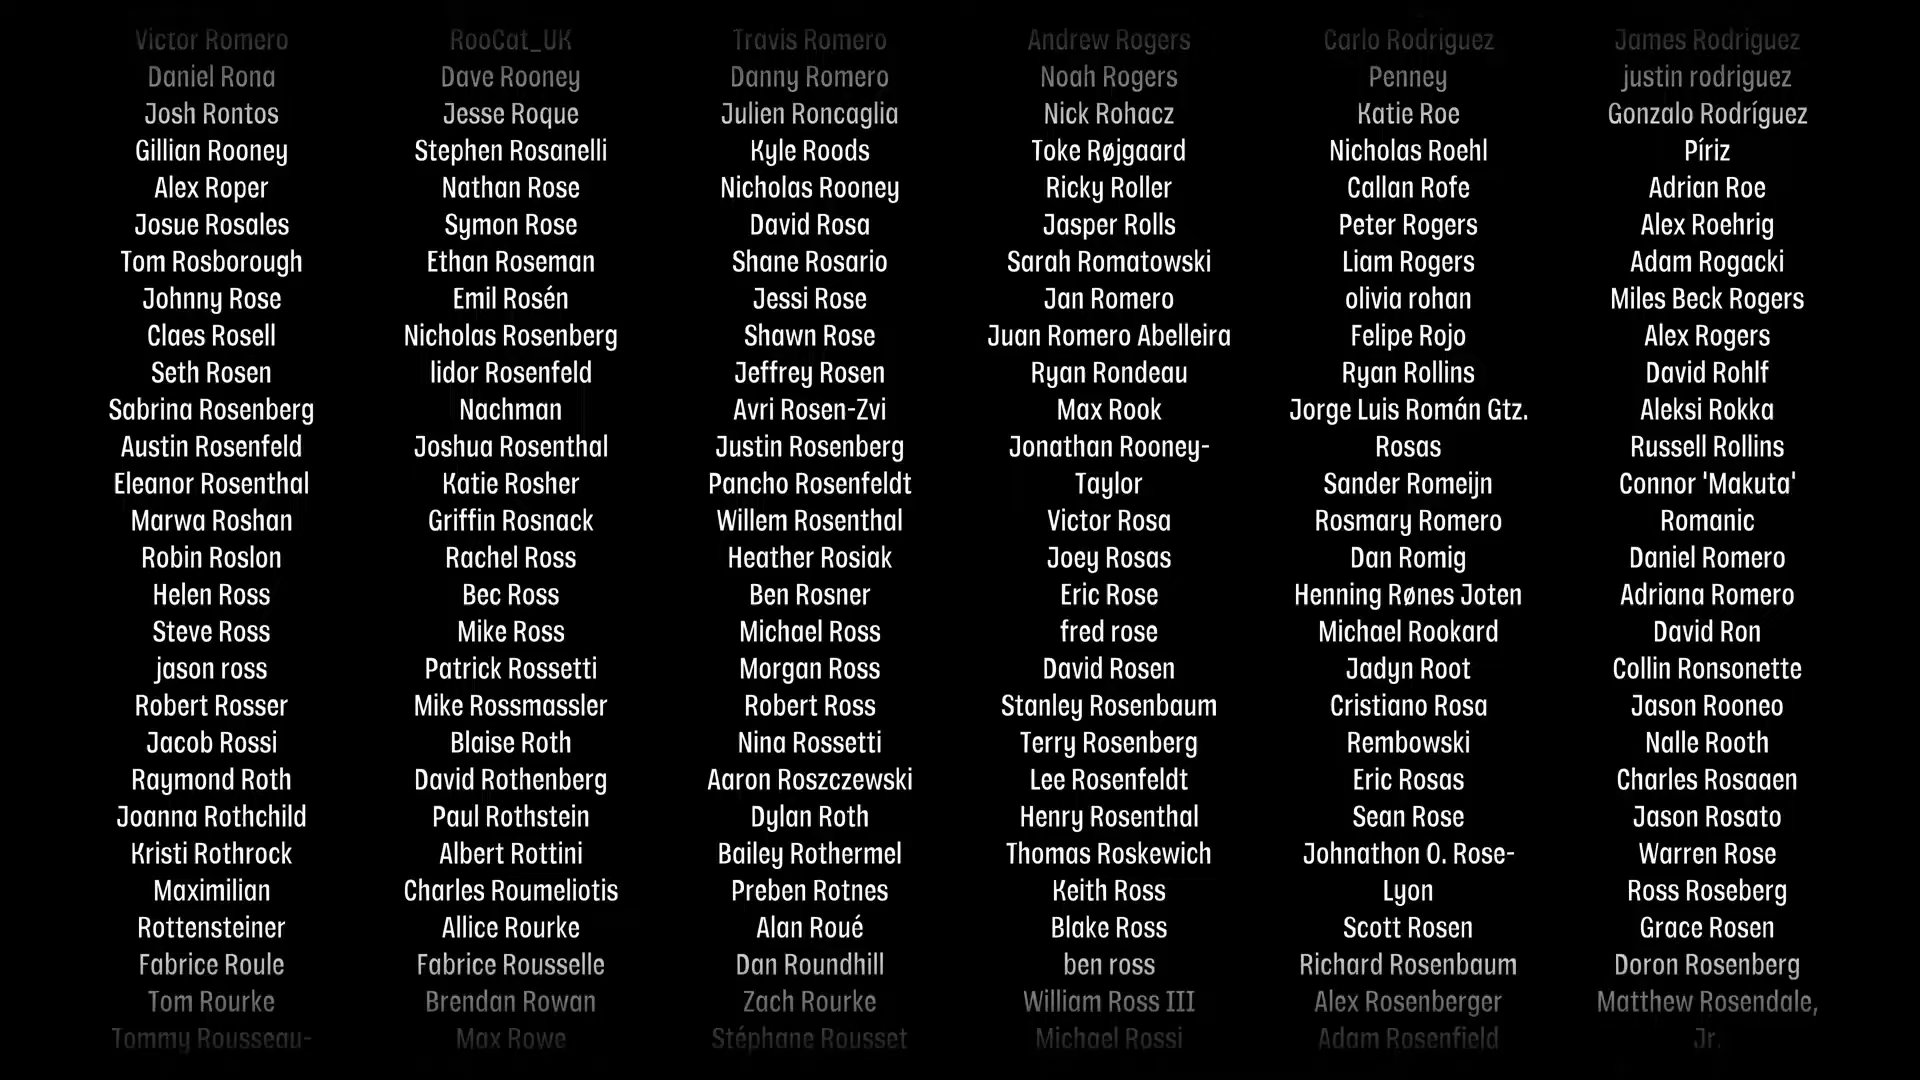 Victor Romero
Daniel Rona
Josh Rontos
Gillian Rooney
Alex Roper
Josue Rosales
Tom Rosborough
Johnny Rose
Claes Rosell
Seth Rosen
Sabrina Rosenberg
Austin Rosenfeld
Eleanor Rosenthal
Marwa Roshan
Robin Roslon
Helen Ross
Steve Ross
jason ross
Robert Rosser
Jacob Rossi
Raymond Roth
Joanna Rothchild
Kristi Rothrock
Maximilian
Rottensteiner
Fabrice Roule
Tom Rourke
Tommy Rousseau-
RooCat_UK
Dave Rooney
Jesse Roque
Stephen Rosanelli
Nathan Rose
Symon Rose
Ethan Roseman
Emil Rosén
Nicholas Rosenberg
lidor Rosenfeld
Nachman
Joshua Rosenthal
Katie Rosher
Griffin Rosnack
Rachel Ross
Bec Ross
Mike Ross
Patrick Rossetti
Mike Rossmassler
Blaise Roth
David Rothenberg
Paul Rothstein
Albert Rottini
Charles Roumeliotis
Allice Rourke
Fabrice Rousselle
Brendan Rowan
Max Rowe
Travis Romero
Danny Romero
Julien Roncaglia
Kyle Roods
Nicholas Rooney
David Rosa
Shane Rosario
Jessi Rose
Shawn Rose
Jeffrey Rosen
Avri Rosen-Zvi
Justin Rosenberg
Pancho Rosenfeldt
Willem Rosenthal
Heather Rosiak
Ben Rosner
Michael Ross
Morgan Ross
Robert Ross
Nina Rossetti
Aaron Roszczewski
Dylan Roth
Bailey Rothermel
Preben Rotnes
Alan Roué
Dan Roundhill
Zach Rourke
Stéphane Rousset
Andrew Rogers
Noah Rogers
Nick Rohacz
Toke Røjgaard
Ricky Roller
Jasper Rolls
Sarah Romatowski
Jan Romero
Juan Romero Abelleira
Ryan Rondeau
Max Rook
Jonathan Rooney-
Taylor
Victor Rosa
Joey Rosas
Eric Rose
fred rose
David Rosen
Stanley Rosenbaum
Terry Rosenberg
Lee Rosenfeldt
Henry Rosenthal
Thomas Roskewich
Keith Ross
Blake Ross
ben ross
William Ross III
Michael Rossi
Carlo Rodriguez
Penney
Katie Roe
Nicholas Roehl
Callan Rofe
Peter Rogers
Liam Rogers
olivia rohan
Felipe Rojo
Ryan Rollins
Jorge Luis Román Gtz.
Rosas
Sander Romeijn
Rosmary Romero
Dan Romig
Henning Rønes Joten
Michael Rookard
Jadyn Root
Cristiano Rosa
Rembowski
Eric Rosas
Sean Rose
Johnathon O. Rose-
Lyon
Scott Rosen
Richard Rosenbaum
Alex Rosenberger
Adam Rosenfield
James Rodriguez
justin rodriguez
Gonzalo Rodríguez
Píriz
Adrian Roe
Alex Roehrig
Adam Rogacki
Miles Beck Rogers
Alex Rogers
David Rohlf
Aleksi Rokka
Russell Rollins
Connor 'Makuta'
Romanic
Daniel Romero
Adriana Romero
David Ron
Collin Ronsonette
Jason Rooneo
Nalle Rooth
Charles Rosaaen
Jason Rosato
Warren Rose
Ross Roseberg
Grace Rosen
Doron Rosenberg
Matthew Rosendale,
Jr.